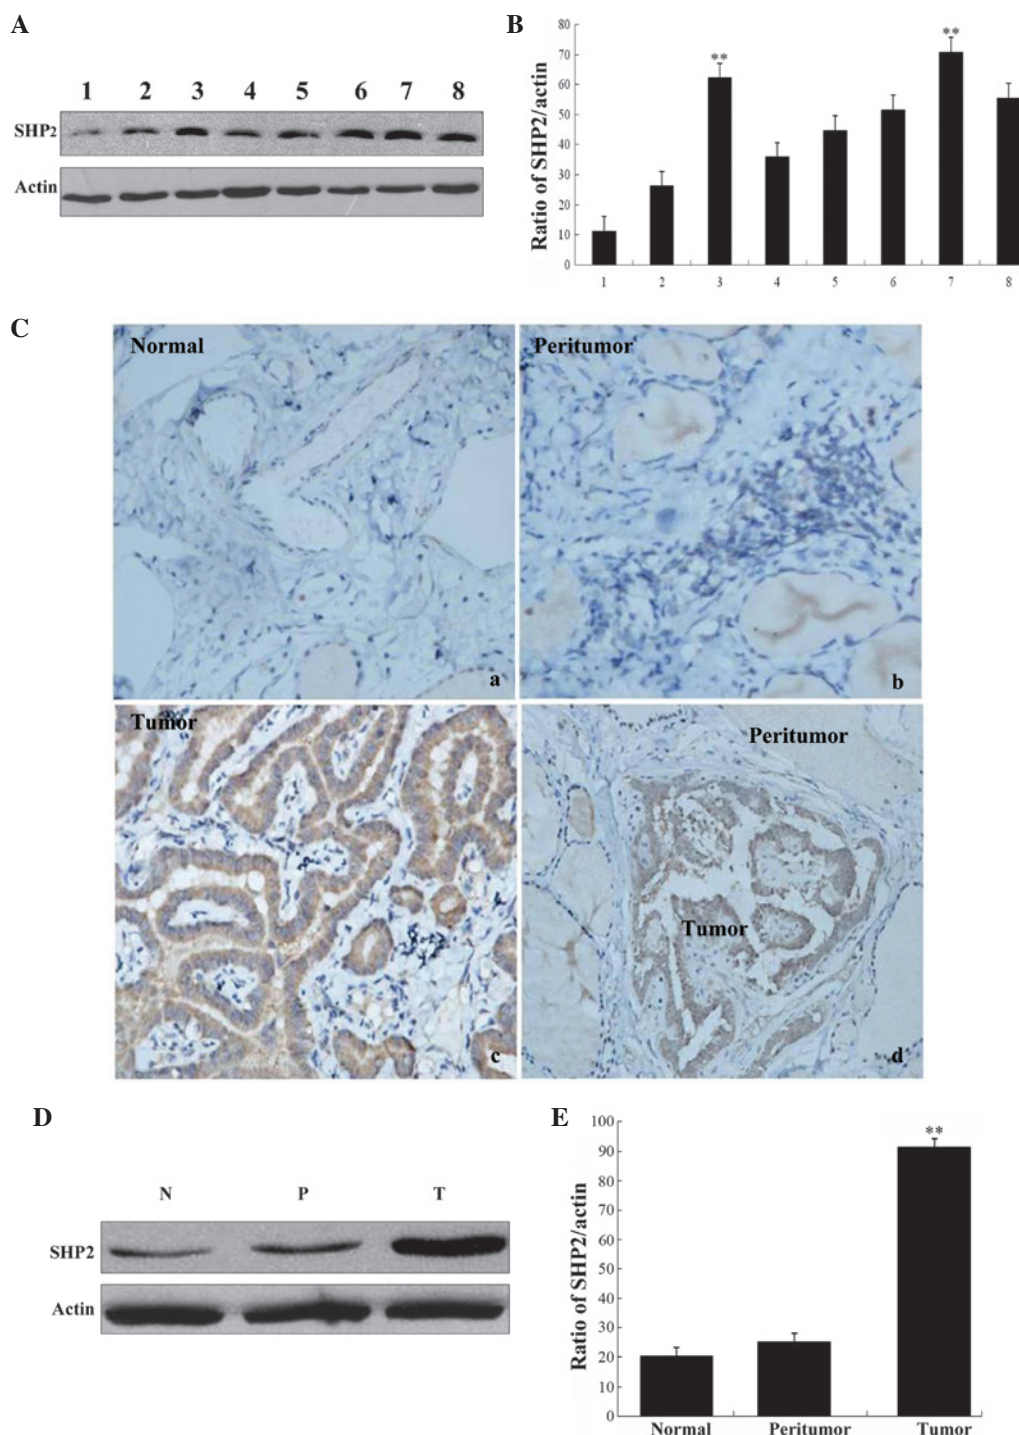 A
1 2 3 4 5 6 7 8
SHP2
Actin
B
Ratio of SHP2/actin
80
70
60
50
40
30
20
10
0
**
**
1 2 3 4 5 6 7 8
C
Normal
a
Peritumor
b
Tumor
c
Peritumor
Tumor
d
D
N P T
SHP2
Actin
E
Ratio of SHP2/actin
100
90
80
70
60
50
40
30
20
10
0
**
Normal Peritumor Tumor